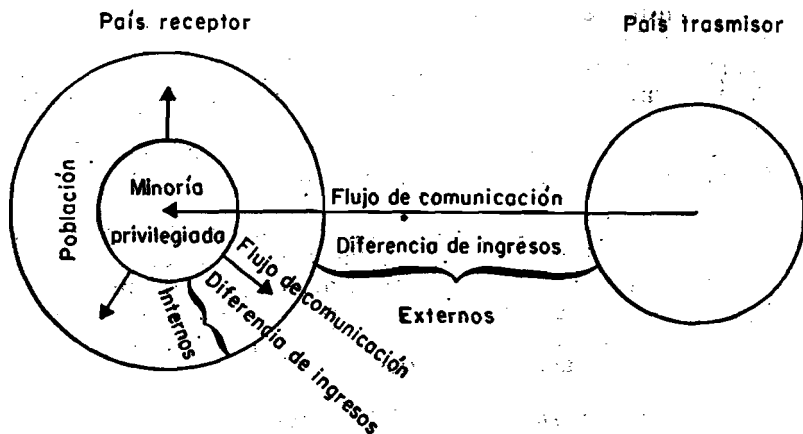 País receptor
País trasmisor
Población
Minoría
privilegiada
Flujo de comunicación
Diferencia de ingresos
Externos
Flujo de comunicación
Diferencia de ingresos
Internos